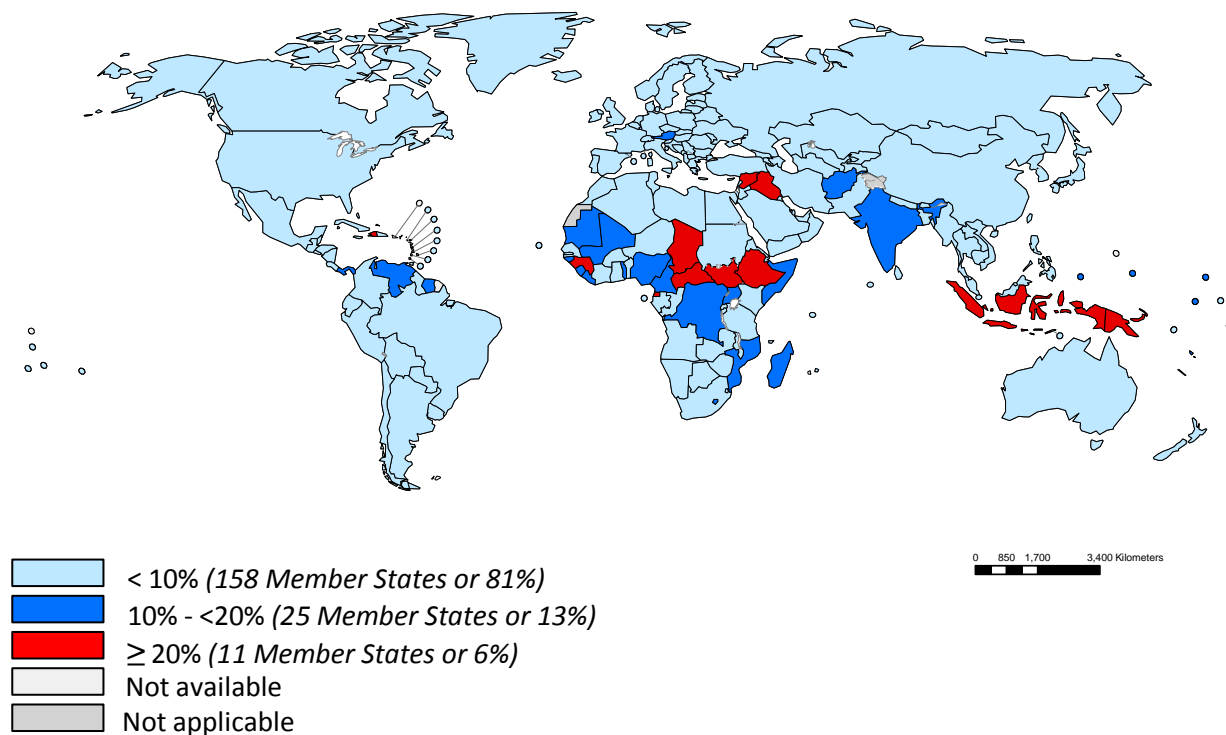 0 850 1,700 3,400 Kilometers
< 10% (158 Member States or 81%)
10% - <20% (25 Member States or 13%)
≥ 20% (11 Member States or 6%)
Not available
Not applicable